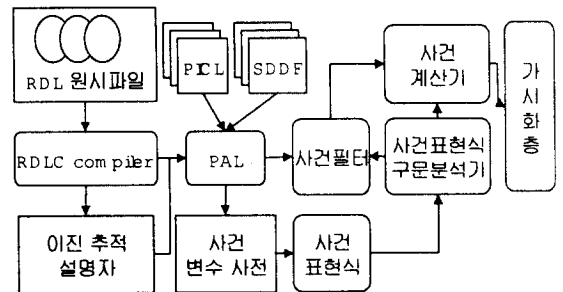 RDL 원시파일
PICL
SDDF
사건
계산기
가
시
화
층
RDLC compiler
PAL
사건필터
사건표현식
구문분석기
이진 추적
설명자
사건
변수 사전
사건
표현식